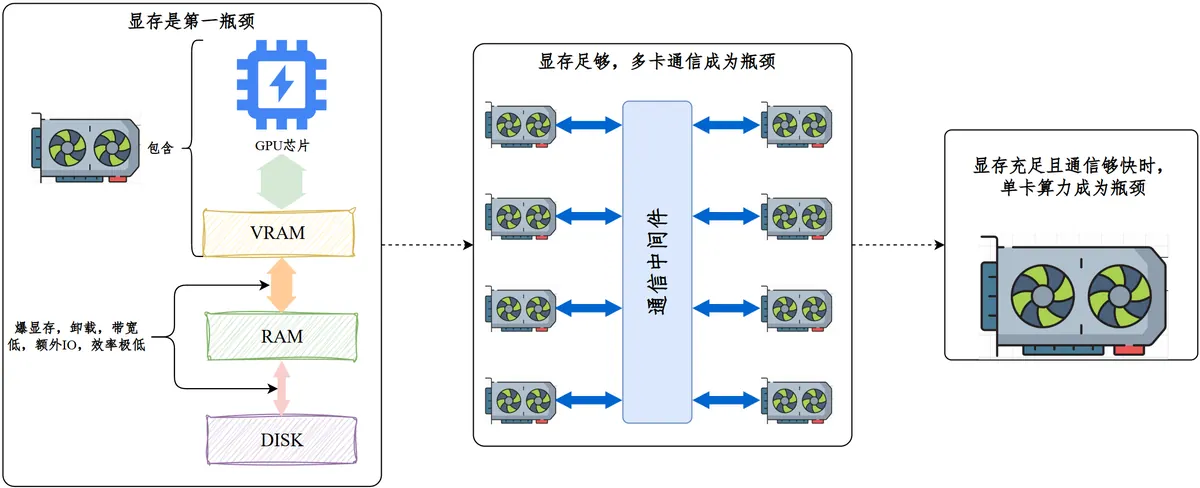 显存是第一瓶颈
GPU芯片
包含
VRAM
RAM
爆显存，卸载，带宽
低，额外IO，效率极低
DISK
显存足够，多卡通信成为瓶颈
通信中间件
显存充足且通信够快时，
单卡算力成为瓶颈